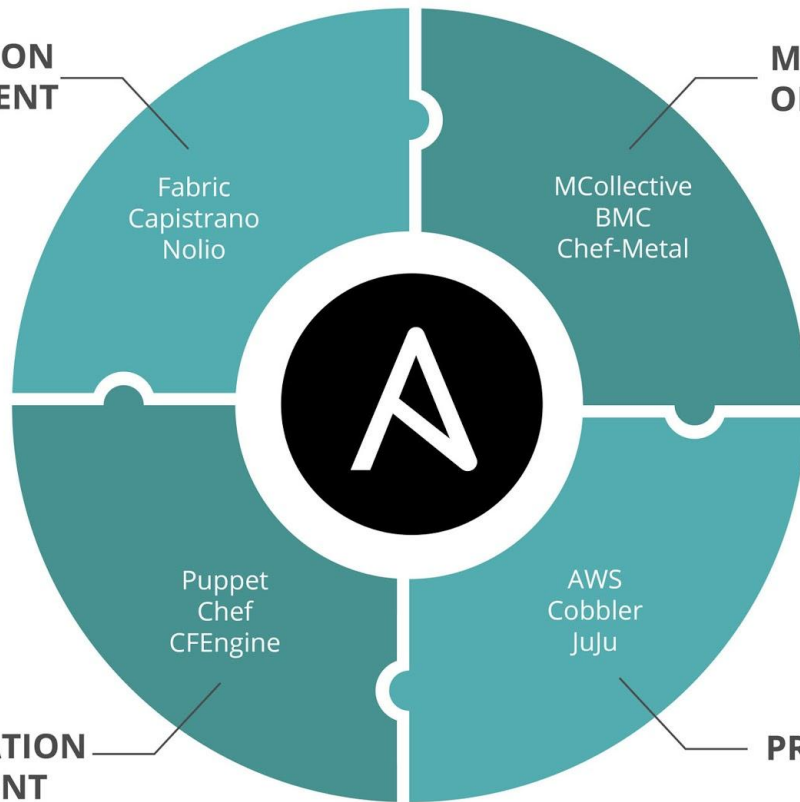 ON
ENT
M
O
Fabric
Capistrano
Nolio
MCollective
BMC
Chef-Metal
Puppet
Chef
CFEngine
AWS
Cobbler
JuJu
ATION
NT
PR